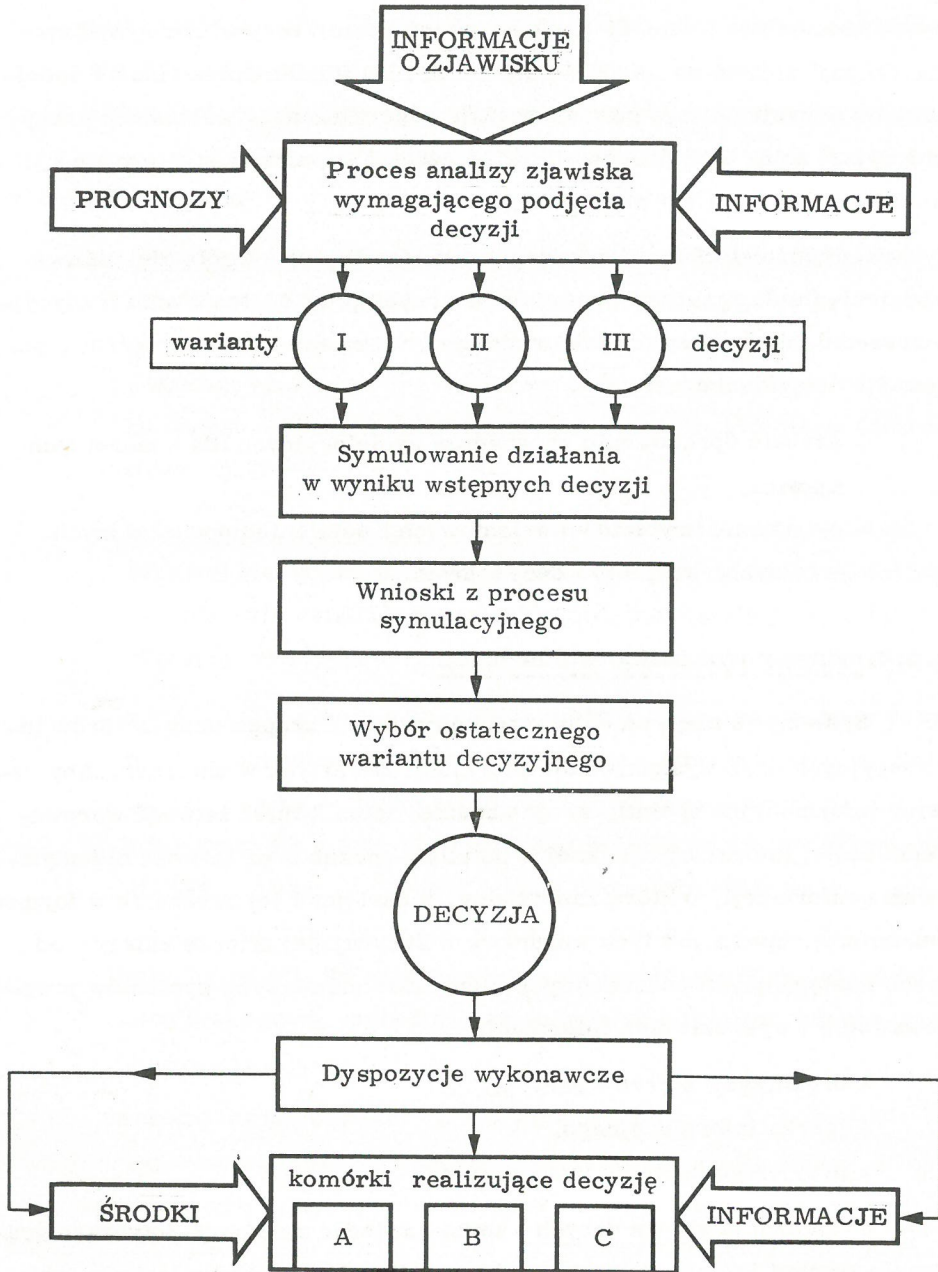 INFORMACJE
O ZJAWISKU
PROGNOZY
Proces analizy zjawiska
wymagającego podjęcia
decyzji
INFORMACJE
warianty I II III decyzji
Symulowanie działania
w wyniku wstępnych decyzji
Wnioski z procesu
symulacyjnego
Wybór ostatecznego
wariantu decyzyjnego
DECYZJA
Dyspozycje wykonawcze
komórki realizujące decyzję
ŚRODKI
A B C
INFORMACJE